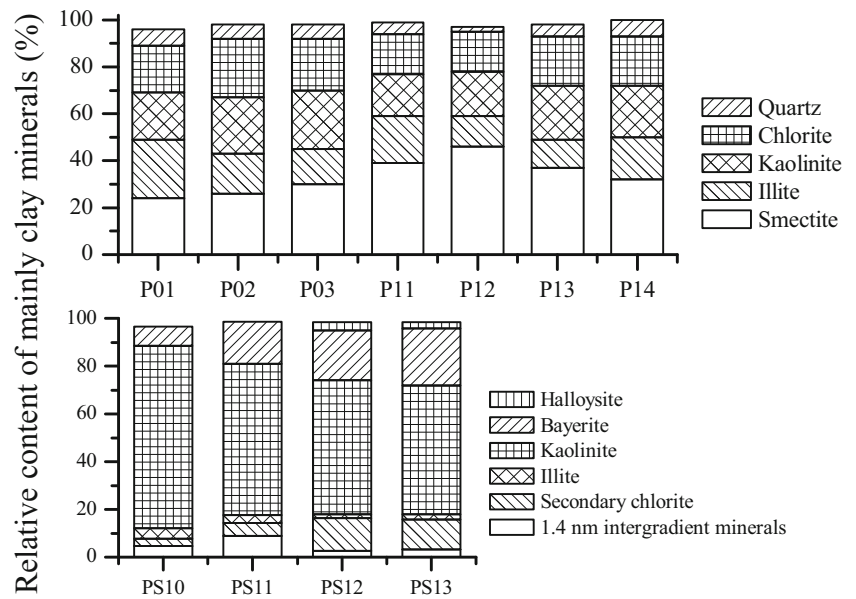 Relative content of mainly clay minerals (%)
100
80
60
40
20
0
P01 P02 P03 P11 P12 P13 P14
Quartz
Chlorite
Kaolinite
Illite
Smectite
100
80
60
40
20
0
PS10 PS11 PS12 PS13
Halloysite
Bayerite
Kaolinite
Illite
Secondary chlorite
1.4 nm intergradient minerals